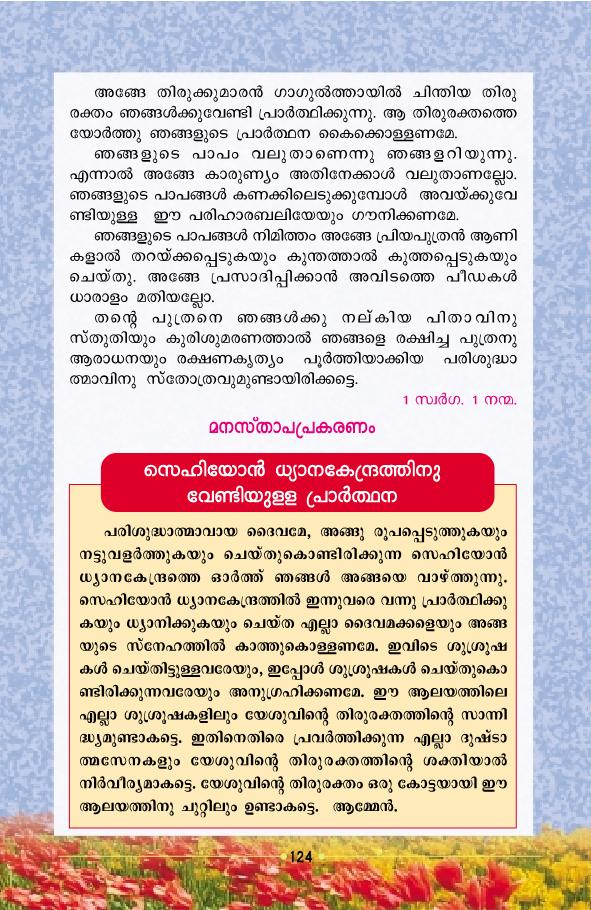 അങ്ങേ തിരുക്കുമാരൻ ഗാഗുൽത്തായിൽ ചിന്തിയ തിരു
രക്തം ഞങ്ങൾക്കുവേണ്ടി പ്രാർത്ഥിക്കുന്നു. ആ തിരുരക്തത്തെ
യോർത്തു ഞങ്ങളുടെ പ്രാർത്ഥന കൈക്കൊള്ളണമേ.
ഞങ്ങളുടെ പാപം വലുതാണെന്നു ഞങ്ങളറിയുന്നു.
എന്നാൽ അങ്ങേ കാരുണ്യം അതിനേക്കാൾ വലുതാണല്ലോ.
ഞങ്ങളുടെ പാപങ്ങൾ കണക്കിലെടുക്കുമ്പോൾ അവയ്ക്കുവേ
ണ്ടിയുള്ള ഈ പരിഹാരബലിയേയും ഗൗനിക്കണമേ.
ഞങ്ങളുടെ പാപങ്ങൾ നിമിത്തം അങ്ങേ പ്രിയപുത്രൻ ആണി
കളാൽ തറയ്ക്കപ്പെടുകയും കുന്തത്താൽ കുത്തപ്പെടുകയും
ചെയ്തു. അങ്ങേ പ്രസാദിപ്പിക്കാൻ അവിടത്തെ പീഡകൾ
ധാരാളം മതിയല്ലോ.
തന്റെ പുത്രനെ ഞങ്ങൾക്കു നല്കിയ പിതാവിനു
സ്തുതിയും കുരിശുമരണത്താൽ ഞങ്ങളെ രക്ഷിച്ച പുത്രനു
ആരാധനയും രക്ഷണകൃത്യം പൂർത്തിയാക്കിയ പരിശുദ്ധാ
ത്മാവിനു സ്തോത്രവുമുണ്ടായിരിക്കട്ടെ.
1 സ്വർഗ. 1 നന്മ.
മനസ്താപപ്രകരണം
സെഹിയോൻ ധ്യാനകേന്ദ്രത്തിനു
വേണ്ടിയുളള പ്രാർത്ഥന
പരിശുദ്ധാത്മാവായ ദൈവമേ, അങ്ങു രൂപപ്പെടുത്തുകയും
നട്ടുവളർത്തുകയും ചെയ്തുകൊണ്ടിരിക്കുന്ന സെഹിയോൻ
ധ്യാനകേന്ദ്രത്തെ ഓർത്ത് ഞങ്ങൾ അങ്ങയെ വാഴ്ത്തുന്നു.
സെഹിയോൻ ധ്യാനകേന്ദ്രത്തിൽ ഇന്നുവരെ വന്നു പ്രാർത്ഥിക്കു
കയും ധ്യാനിക്കുകയും ചെയ്ത എല്ലാ ദൈവമക്കളെയും അങ്ങ
യുടെ സ്നേഹത്തിൽ കാത്തുകൊള്ളണമേ. ഇവിടെ ശുശ്രൂഷ
കൾ ചെയ്തിട്ടുള്ളവരേയും, ഇപ്പോൾ ശുശ്രൂഷകൾ ചെയ്തുകൊ
ണ്ടിരിക്കുന്നവരേയും അനുഗ്രഹിക്കണമേ. ഈ ആലയത്തിലെ
എല്ലാ ശുശ്രൂഷകളിലും യേശുവിന്റെ തിരുരക്തത്തിന്റെ സാന്നി
ദ്ധ്യമുണ്ടാകട്ടെ. ഇതിനെതിരെ പ്രവർത്തിക്കുന്ന എല്ലാ ദുഷ്ടാ
ത്മസേനകളും യേശുവിന്റെ തിരുരക്തത്തിന്റെ ശക്തിയാൽ
നിർവീര്യമാകട്ടെ. യേശുവിന്റെ തിരുരക്തം ഒരു കോട്ടയായി ഈ
ആലയത്തിനു ചുറ്റിലും ഉണ്ടാകട്ടെ. ആമ്മേൻ.
124